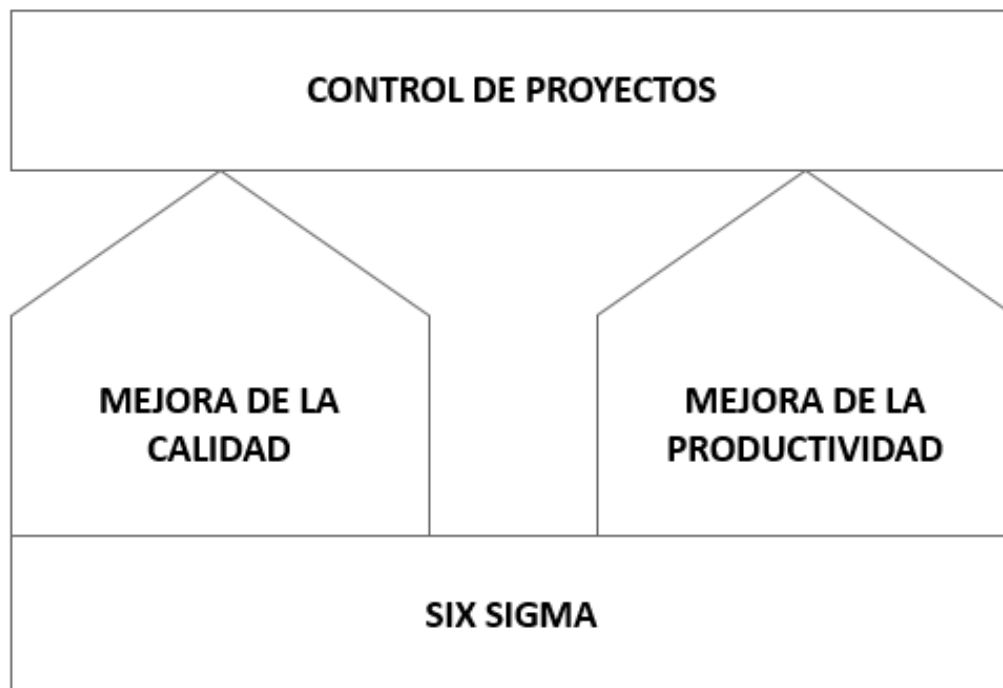 CONTROL DE PROYECTOS
MEJORA DE LA
CALIDAD
MEJORA DE LA
PRODUCTIVIDAD
SIX SIGMA